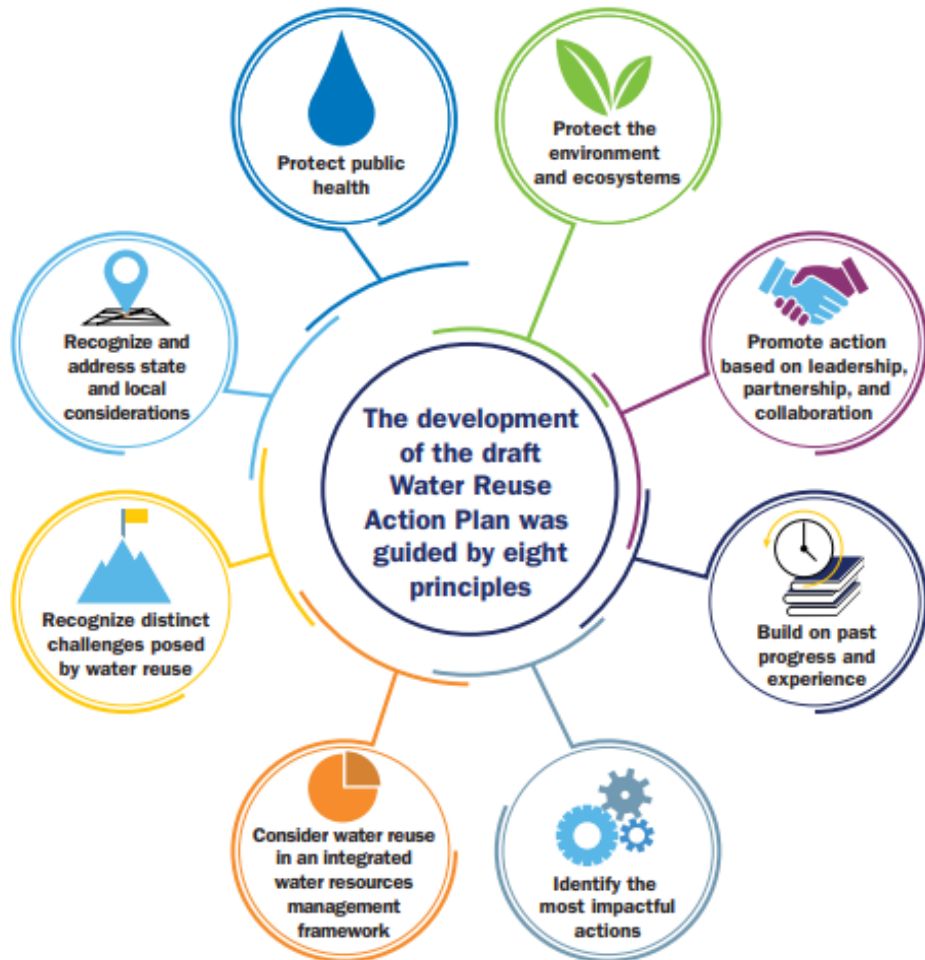 Protect public
health
Protect the
environment
and ecosystems
Recognize and
address state
and local
considerations
Promote action
based on leadership,
partnership, and
collaboration
The development
of the draft
Water Reuse
Action Plan was
guided by eight
principles
Recognize distinct
challenges posed
by water reuse
Build on past
progress and
experience
Consider water reuse
in an integrated
water resources
management
framework
Identify the
most impactful
actions